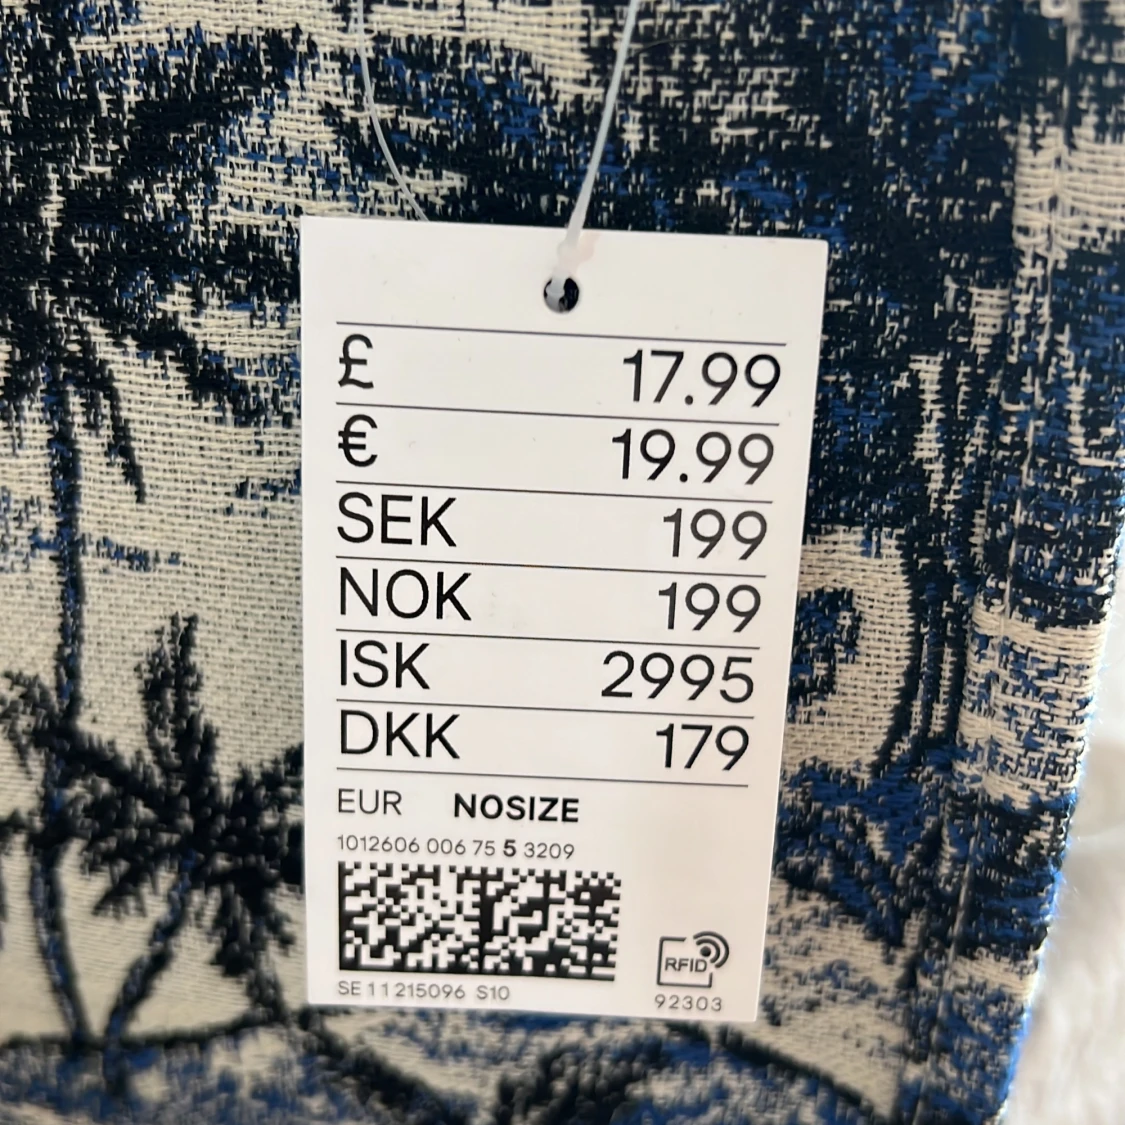 £ 17.99
€ 19.99
SEK 199
NOK 199
ISK 2995
DKK 179
EUR NOSIZE
1012606 006 75 5 3209
RFID
SE 11 215096 S10
92303